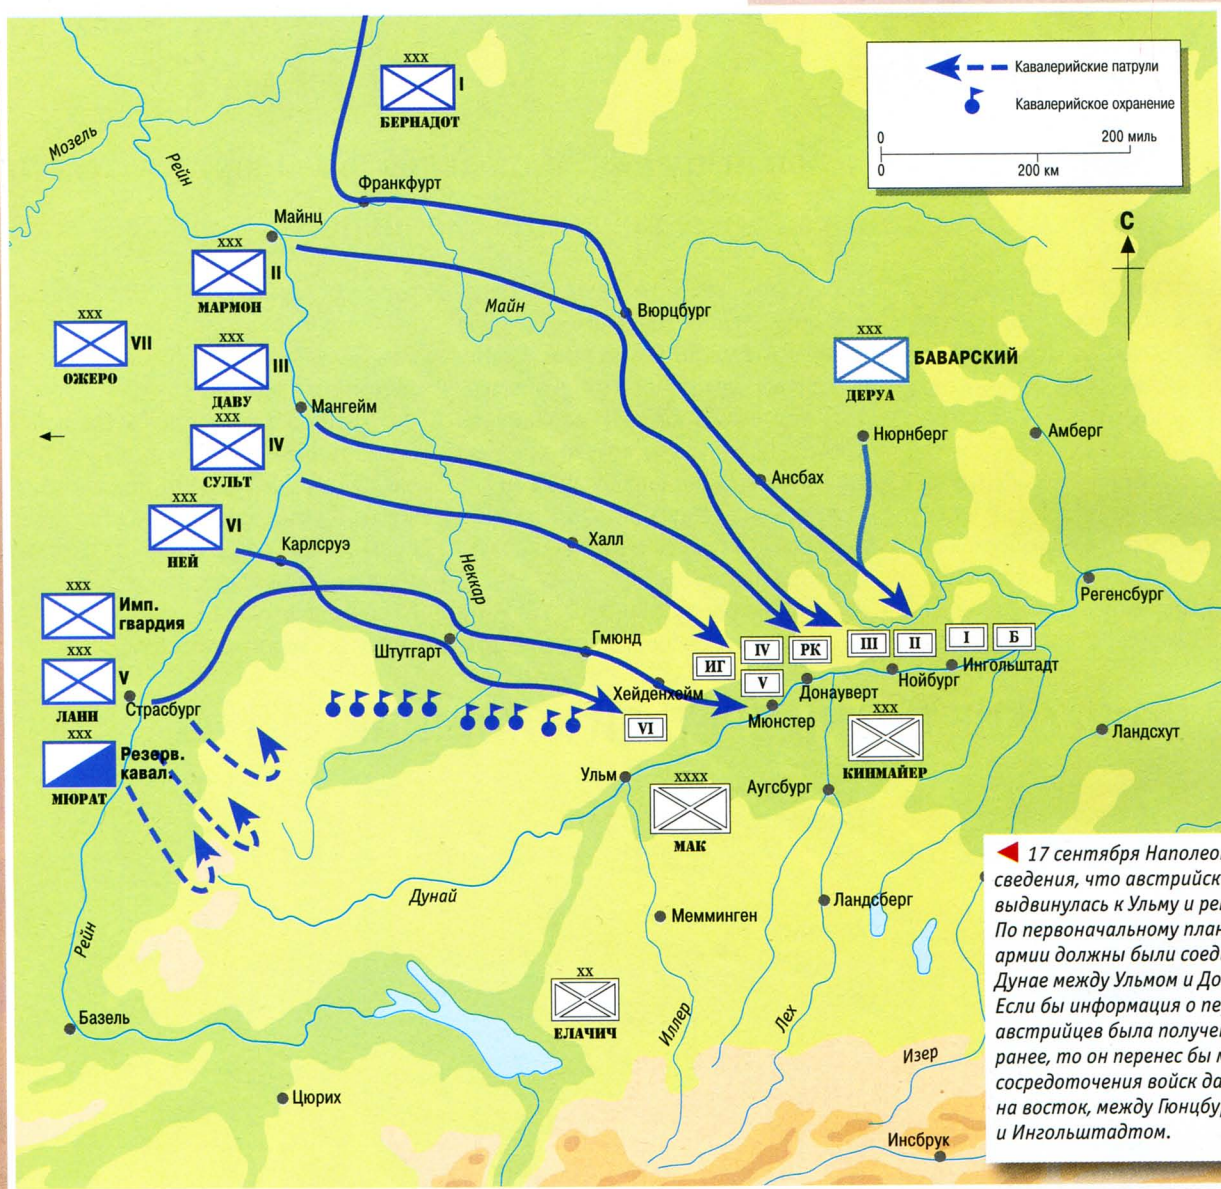 XXX
I
БЕРНАДОТ
Кавалерийские патрули
Кавалерийское охранение
0
200 миль
0
200 км
С
Мозель
Рейн
Франкфурт
Майнц
XXX
II
МАРМОН
Майн
Вюрцбург
XXX
VII
ОЖЕРО
XXX
III
ДАВУ
XXX
БАВАРСКИЙ
ДЕРУА
Мангейм
XXX
IV
СУЛЬТ
Нюрнберг
Амберг
Ансбах
XXX
VI
НЕЙ
Карлсруэ
Халл
Неккар
XXX
Имп.
гвардия
Регенсбург
Штутгарт
Гмюнд
ИГ
IV
РК
III
II
I
Б
V
Ингольштадт
Нойбург
Донауверт
XXX
V
ЛАНН
Страсбург
Хейденхейм
Мюнстер
VI
XXX
Резерв.
кавал.
МЮРАТ
XXX
КИНМАЙЕР
Ландсхут
Ульм
Аугсбург
XXXX
МАК
Дунай
Мемминген
Ландсберг
Рейн
Базель
XX
ЕЛАЧИЧ
Иллер
Лех
Изер
Цюрих
Инсбрук
17 сентября Наполео
сведения, что австрийск
выдвинулась к Ульму и ре
По первоначальному план
армии должны были соед
Дунае между Ульмом и До
Если бы информация о пе
австрийцев была получе
ранее, то он перенес бы м
сосредоточения войск да
на восток, между Гюнцбу
и Ингольштадтом.